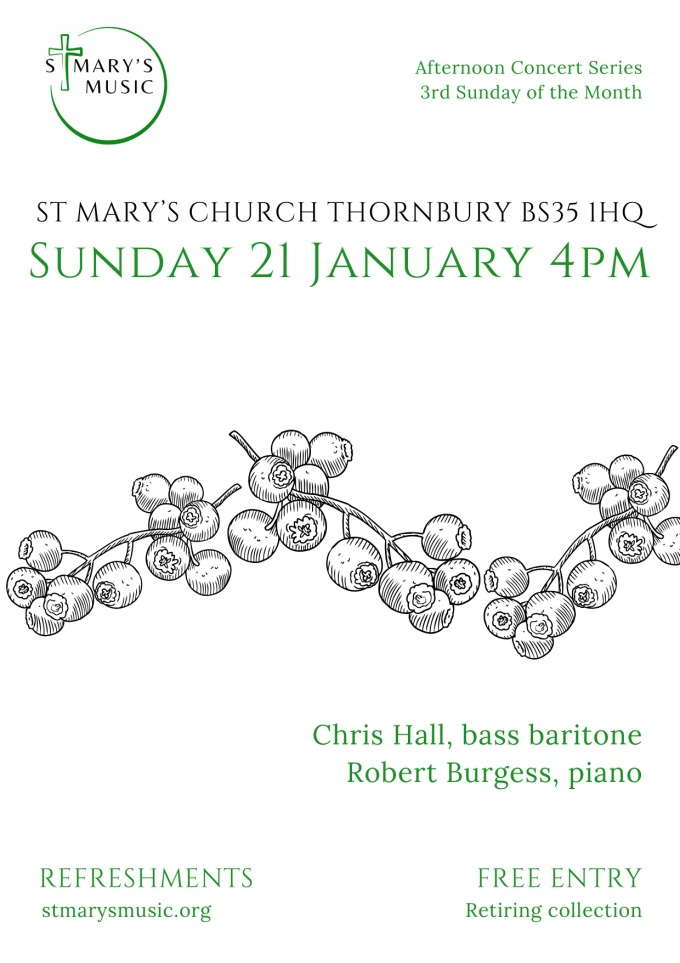 ST MARY'S
MUSIC
Afternoon Concert Series
3rd Sunday of the Month
ST MARY'S CHURCH THORNBURY BS35 1HQ
SUNDAY 21 JANUARY 4PM
Chris Hall, bass baritone
Robert Burgess, piano
REFRESHMENTS
stmarysmusic.org
FREE ENTRY
Retiring collection